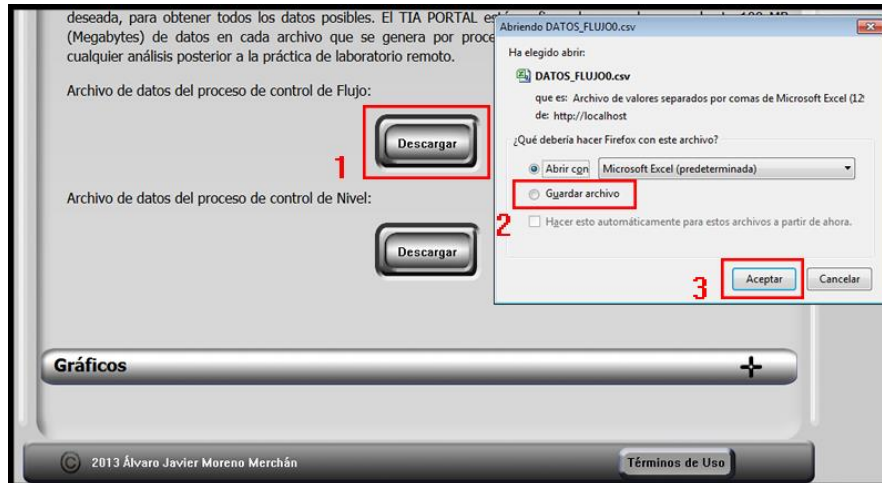 deseada, para obtener todos los datos posibles. El TIA PORTAL
(Megabytes) de datos en cada archivo que se genera por proce
cualquier análisis posterior a la práctica de laboratorio remoto.
Archivo de datos del proceso de control de Flujo:
1
Descargar
Archivo de datos del proceso de control de Nivel:
Descargar
Abriendo DATOS_FLUJO0.csv
Ha elegido abrir:
DATOS_FLUJO0.csv
que es: Archivo de valores separados por comas de Microsoft Excel (12
de: http://localhost
¿Qué debería hacer Firefox con este archivo?
Abrir con Microsoft Excel (predeterminada)
Guardar archivo
2
Hacer esto automáticamente para estos archivos a partir de ahora.
3
Aceptar Cancelar
Gráficos
© 2013 Álvaro Javier Moreno Merchán Términos de Uso